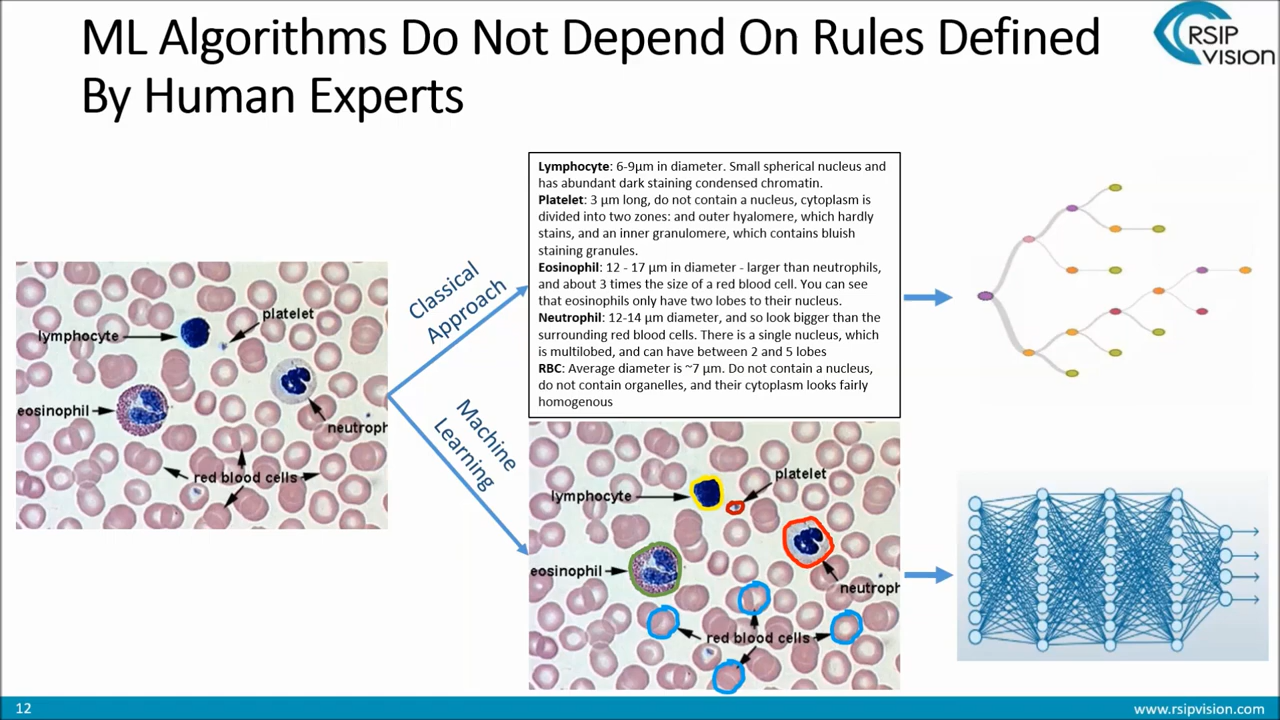 ML Algorithms Do Not Depend On Rules Defined
By Human Experts
RSIP
VISION
lymphocyte
platelet
eosinophil
neutroph
red blood cells
Classical
Approach
Machine
Learning
Lymphocyte: 6-9µm in diameter. Small spherical nucleus and
has abundant dark staining condensed chromatin.
Platelet: 3 µm long, do not contain a nucleus, cytoplasm is
divided into two zones: and outer hyalomere, which hardly
stains, and an inner granulomere, which contains bluish
staining granules.
Eosinophil: 12 - 17 µm in diameter - larger than neutrophils,
and about 3 times the size of a red blood cell. You can see
that eosinophils only have two lobes to their nucleus.
Neutrophil: 12-14 µm diameter, and so look bigger than the
surrounding red blood cells. There is a single nucleus, which
is multilobed, and can have between 2 and 5 lobes
RBC: Average diameter is ~7 µm. Do not contain a nucleus,
do not contain organelles, and their cytoplasm looks fairly
homogenous
platelet
lymphocyte
eosinophil
neutroph
red blood cells
12
www.rsipvision.com